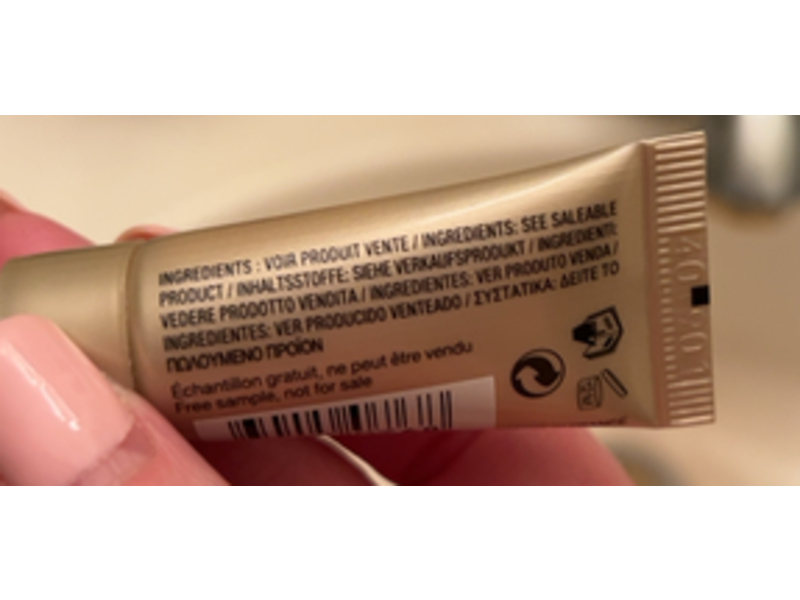 INGREDIENTS : VOIR PRODUIT VENTE / INGREDIENTS: SEE SALEABLE
PRODUCT / INHALTSSTOFFE: SIEHE VERKAUFSPRODUKT / INGREDIENTI:
VEDERE PRODOTTO VENDITA / INGREDIENTES: VER PRODUTO VENDA /
INGREDIENTES: VER PRODUCIDO VENTEADO / ΣΥΣΤΑΤΙΚΑ: ΔΕΙΤΕ ΤΟ
ΠΩΛΟΥΜΕΝΟ ΠΡΟΪΟΝ
Échantillon gratuit, ne peut être vendu
Free sample, not for sale